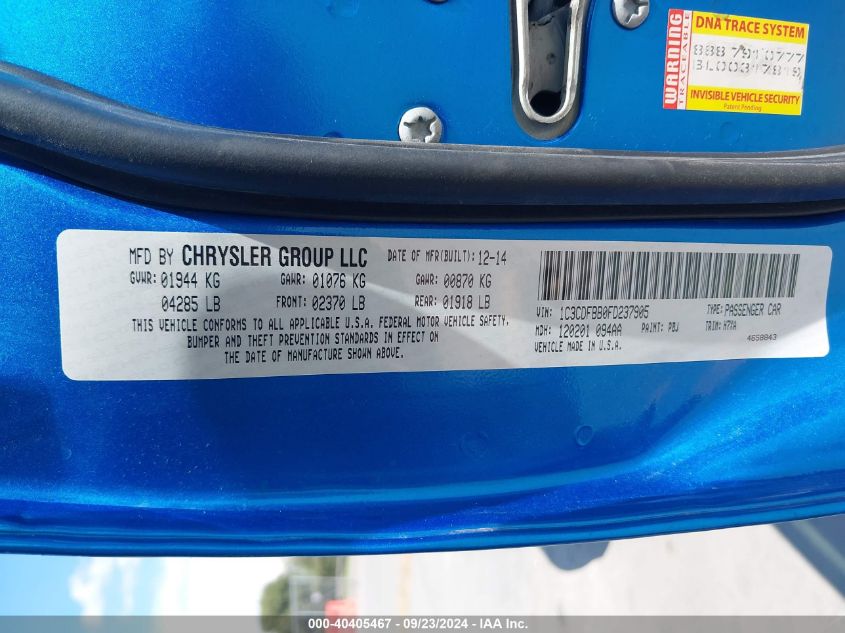 WARNING
TRACEABLE
DNA TRACE SYSTEM
INVISIBLE VEHICLE SECURITY
Patent Pending
MFD BY CHRYSLER GROUP LLC DATE OF MFR(BUILT): 12-14
GVWR: 01944 KG GAWR: 01076 KG GAWR: 00870 KG
04285 LB FRONT: 02370 LB REAR: 01918 LB
THIS VEHICLE CONFORMS TO ALL APPLICABLE U.S.A. FEDERAL MOTOR VEHICLE SAFETY,
BUMPER AND THEFT PREVENTION STANDARDS IN EFFECT ON
THE DATE OF MANUFACTURE SHOWN ABOVE.
VIN: 1C3CDFBB0FD237905 TYPE: PASSENGER CAR
MDH: 120201 094AA PAINT: PBJ TRIM: H7XA
VEHICLE MADE IN U.S.A. 4658843
000-40405467 - 09/23/2024 - IAA Inc.